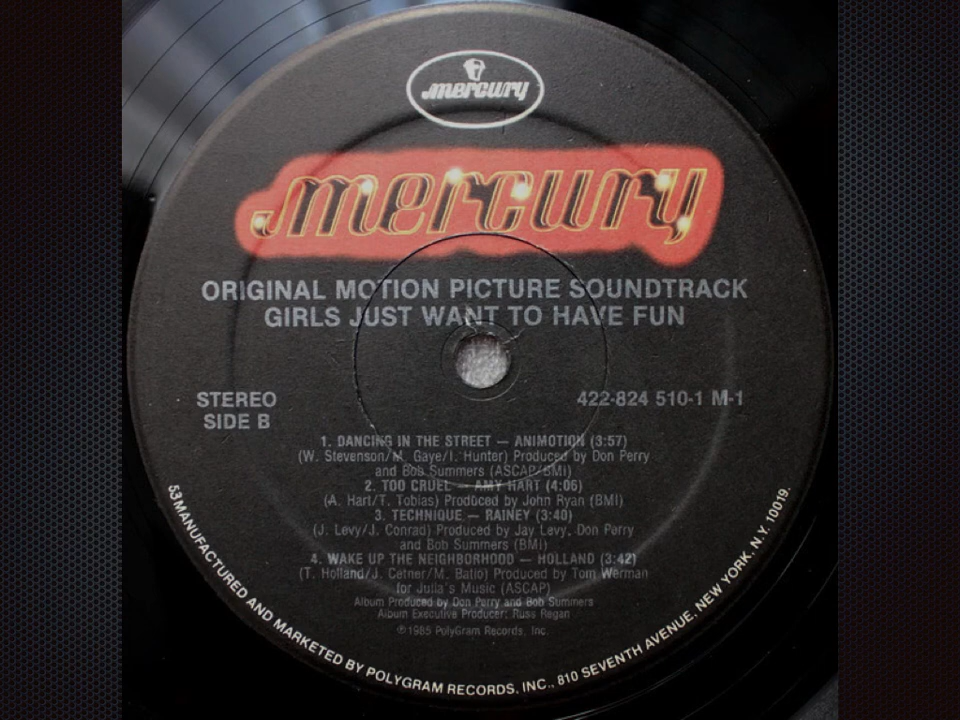 mercury
mercury
ORIGINAL MOTION PICTURE SOUNDTRACK
GIRLS JUST WANT TO HAVE FUN
STEREO
SIDE B
422-824 510-1 M-1
1. DANCING IN THE STREET — ANIMOTION (3:57)
(W. Stevenson/M. Gaye/I. Hunter) Produced by Don Perry
and Bob Summers (ASCAP/BMI)
2. TOO CRUEL — AMY HART (4:06)
(A. Hart/T. Tobias) Produced by John Ryan (BMI)
3. TECHNIQUE — RAINEY (3:40)
(J. Levy/J. Conrad) Produced by Jay Levy, Don Perry
and Bob Summers (BMI)
4. WAKE UP THE NEIGHBORHOOD — HOLLAND (3:42)
(T. Holland/J. Cetner/M. Batio) Produced by Tom Werman
for Julia's Music (ASCAP)
Album Produced by Don Perry and Bob Summers
Album Executive Producer: Russ Regan
℗1985 PolyGram Records, Inc.
53 MANUFACTURED AND MARKETED BY POLYGRAM RECORDS, INC., 810 SEVENTH AVENUE, NEW YORK, N.Y. 10019.